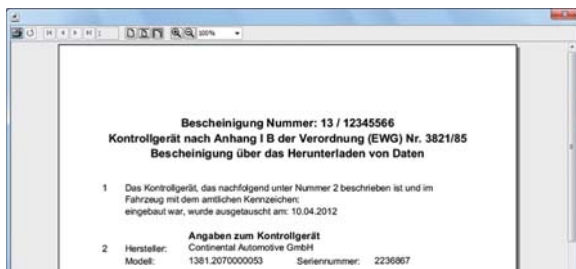 100%
Bescheinigung Nummer: 13 / 12345566
Kontrollgerät nach Anhang I B der Verordnung (EWG) Nr. 3821/85
Bescheinigung über das Herunterladen von Daten
1 Das Kontrollgerät, das nachfolgend unter Nummer 2 beschrieben ist und im
Fahrzeug mit dem amtlichen Kennzeichen:
eingebaut war, wurde ausgetauscht am: 10.04.2012
Angaben zum Kontrollgerät
2 Hersteller: Continental Automotive GmbH
Modell: 1381.2070000053 Seriennummer: 2236867